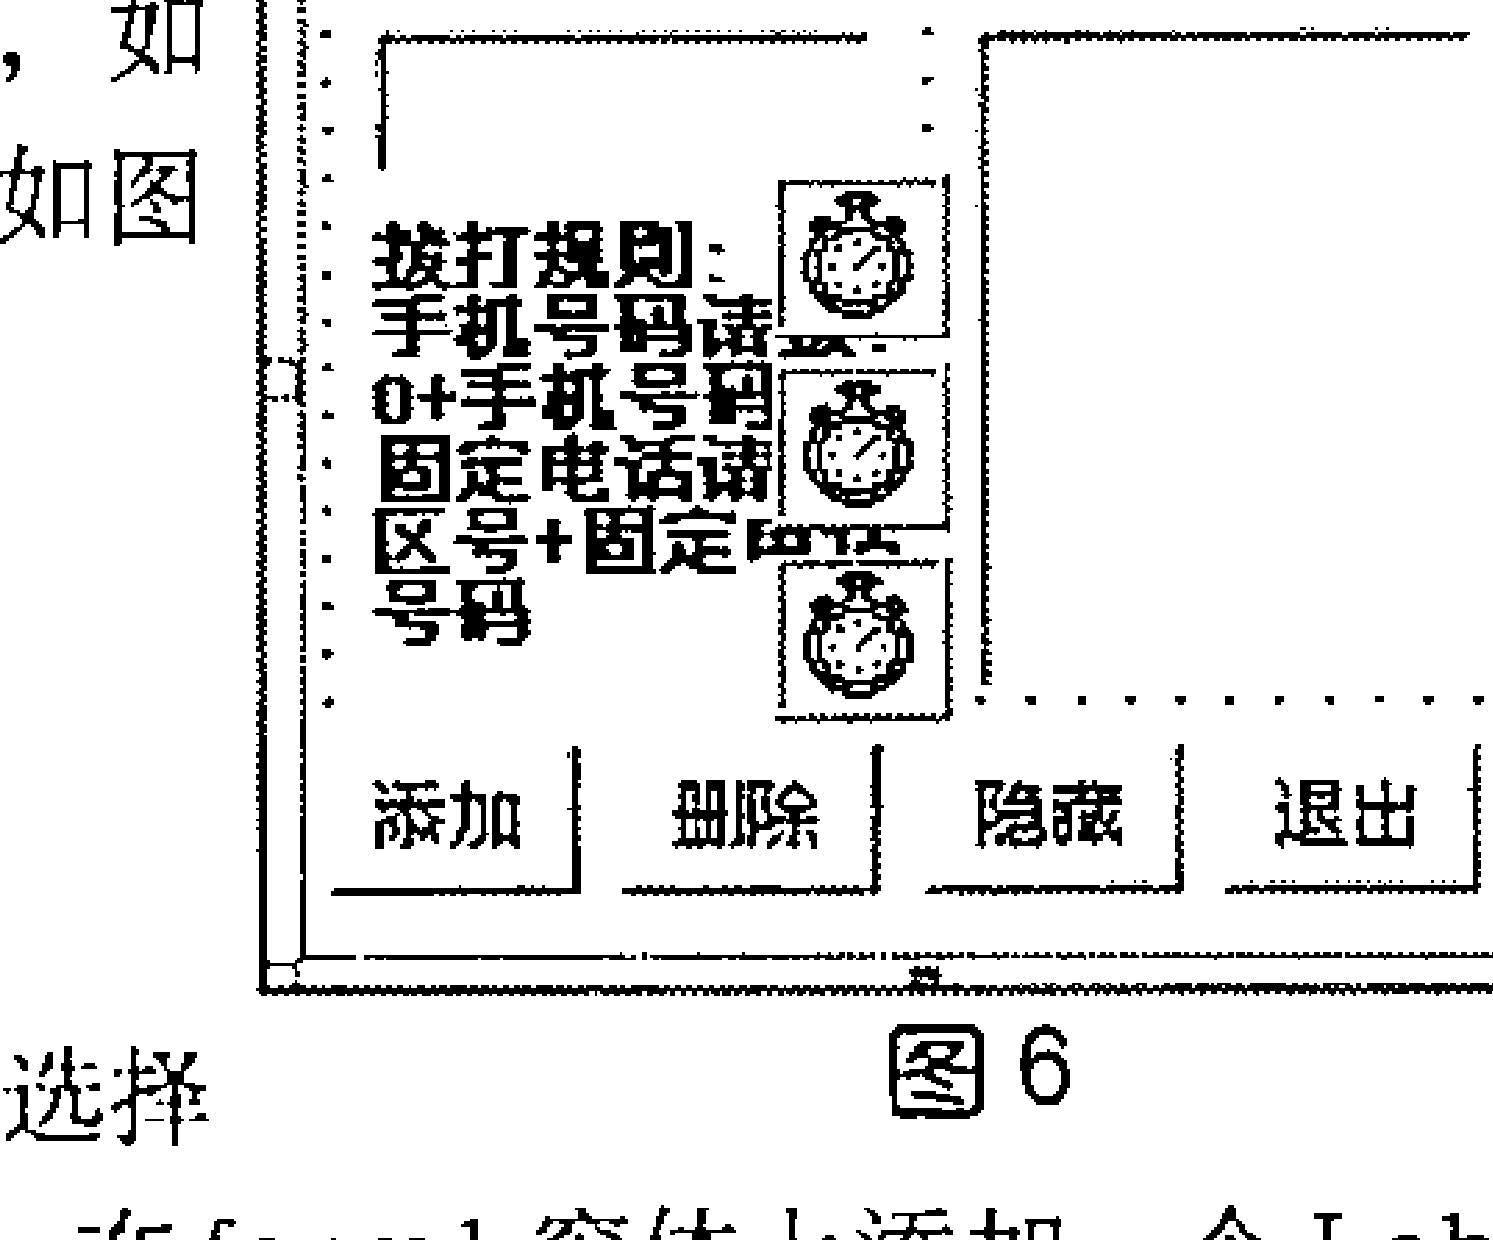 ，如
如图
拨打规则：
手机号码请拨：
0+手机号码
固定电话请
区号+固定电话
号码
添加 删除 隐藏 退出
图6
选择